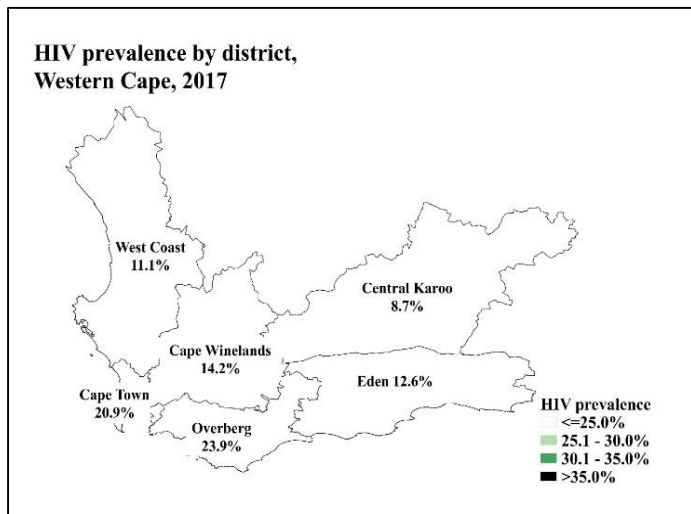 HIV prevalence by district,
Western Cape, 2017
West Coast
11.1%
Central Karoo
8.7%
Cape Winelands
14.2%
Eden 12.6%
Cape Town
20.9%
Overberg
23.9%
HIV prevalence
<=25.0%
25.1 - 30.0%
30.1 - 35.0%
>35.0%